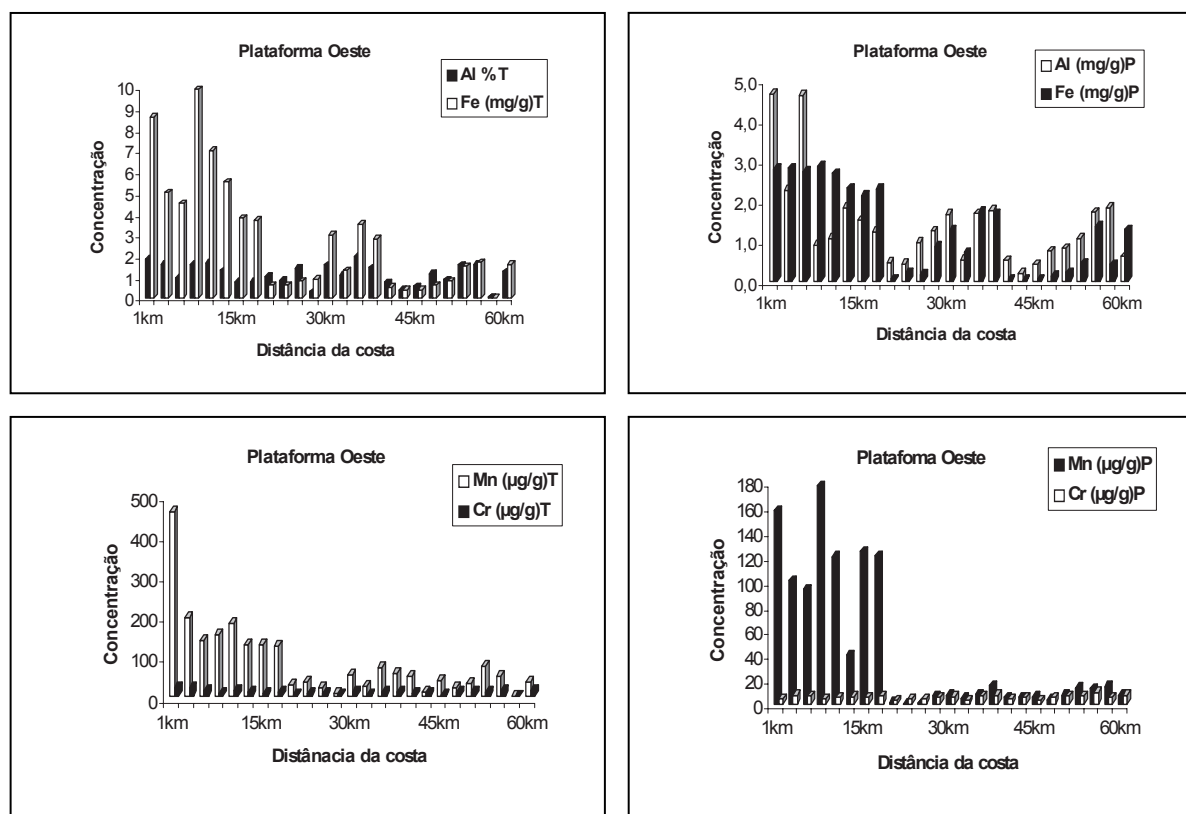 Plataforma Oeste
Al %T
Fe (mg/g)T
Concentração
10
9
8
7
6
5
4
3
2
1
0
1km 15km 30km 45km 60km
Distância da costa
Plataforma Oeste
Al (mg/g)P
Fe (mg/g)P
Concentração
5,0
4,0
3,0
2,0
1,0
0,0
1km 15km 30km 45km 60km
Distância da costa
Plataforma Oeste
Mn (µg/g)T
Cr (µg/g)T
Concentração
500
400
300
200
100
0
1km 15km 30km 45km 60km
Distânacia da costa
Platafoma Oeste
Mn (µg/g)P
Cr (µg/g)P
Concentração
180
160
140
120
100
80
60
40
20
0
1km 15km 30km 45km 60km
Distância da costa